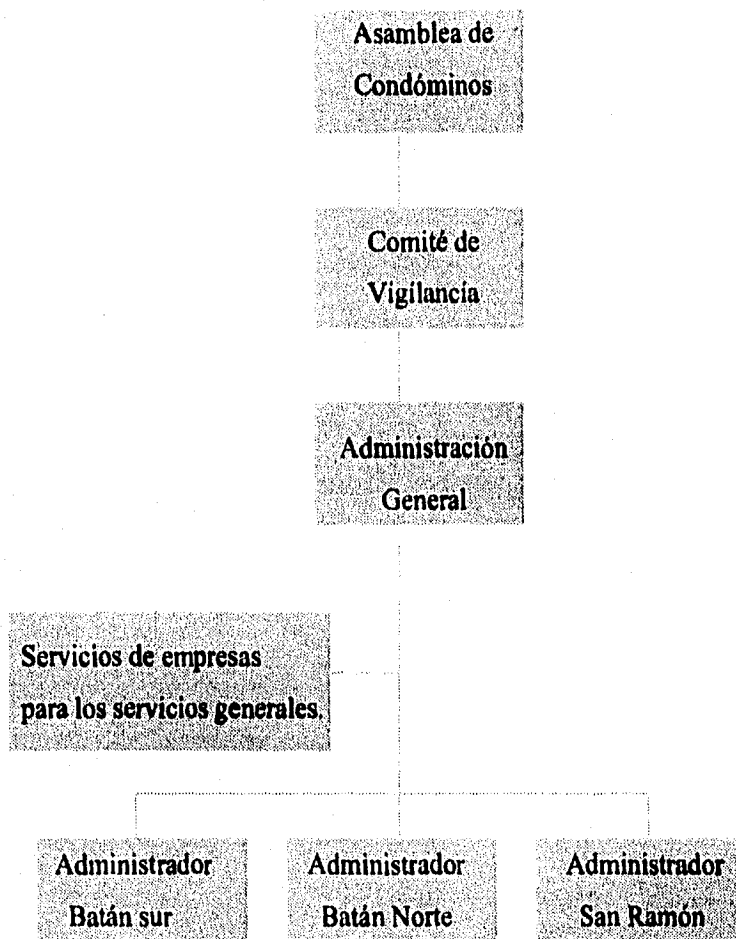 Asamblea de
Condóminos
Comité de
Vigilancia
Administración
General
Servicios de empresas
para los servicios generales.
Administrador
Batán sur
Administrador
Batán Norte
Administrador
San Ramón